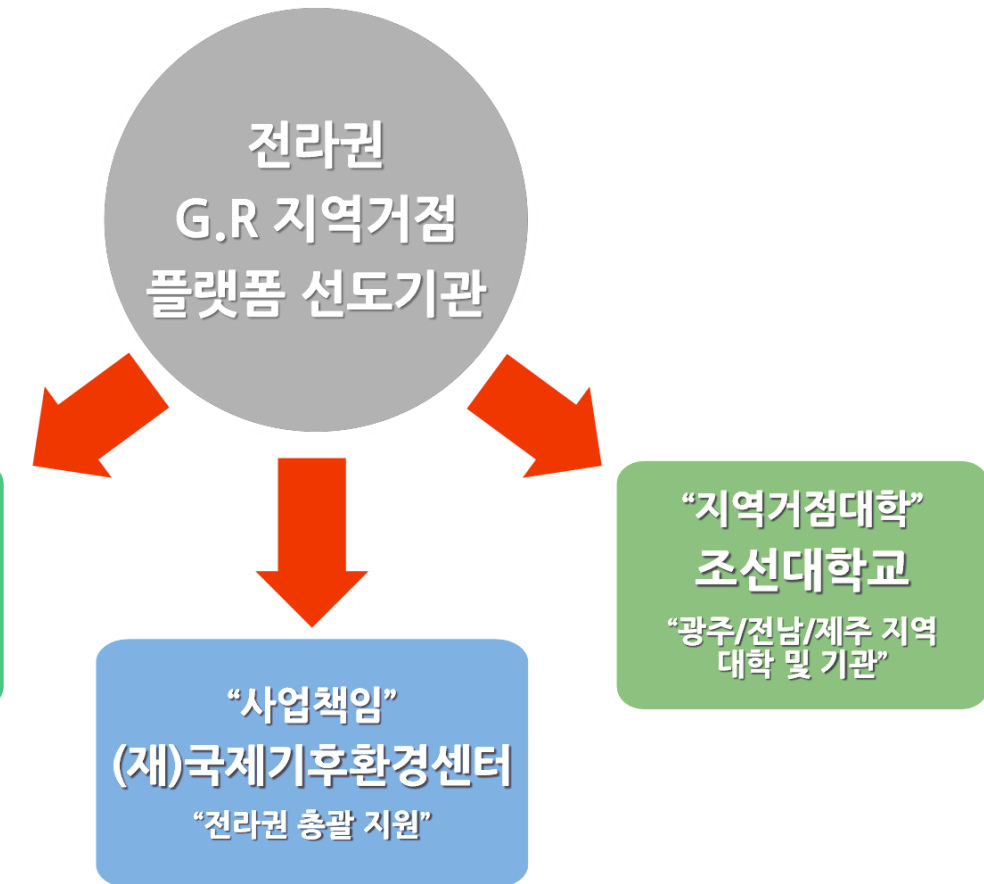 전라권
G.R 지역거점
플랫폼 선도기관
“지역거점대학”
조선대학교
“광주/전남/제주 지역
대학 및 기관”
“사업책임”
(재)국제기후환경센터
“전라권 총괄 지원”